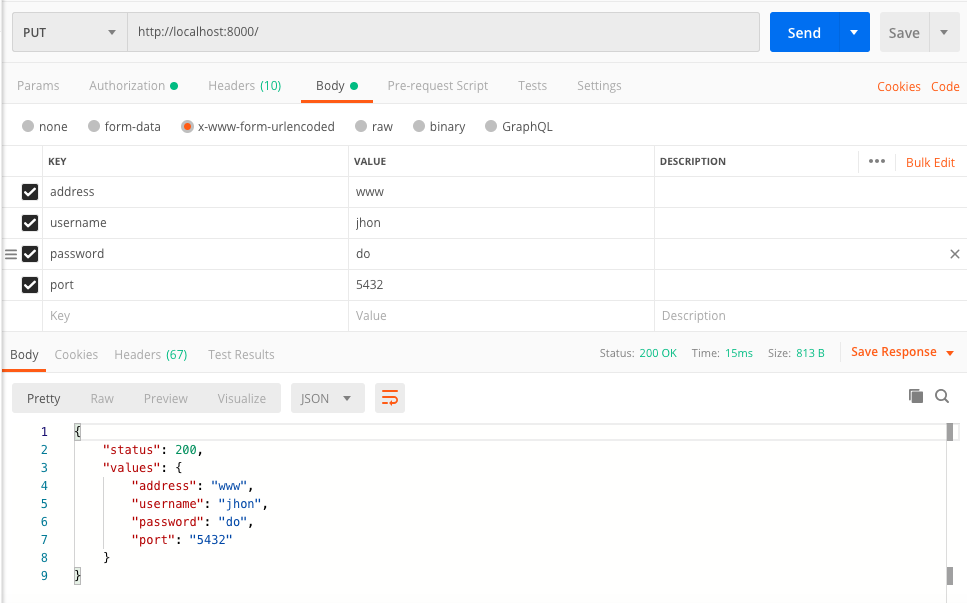 PUT http://localhost:8000/ Send Save
Params Authorization Headers (10) Body Pre-request Script Tests Settings Cookies Code
none form-data x-www-form-urlencoded raw binary GraphQL
KEY VALUE DESCRIPTION ••• Bulk Edit
address www
username jhon
password do
port 5432
Key Value Description
Body Cookies Headers (67) Test Results Status: 200 OK Time: 15ms Size: 813 B Save Response
Pretty Raw Preview Visualize JSON
1 {
2 "status": 200,
3 "values": {
4 "address": "www",
5 "username": "jhon",
6 "password": "do",
7 "port": "5432"
8 }
9 }